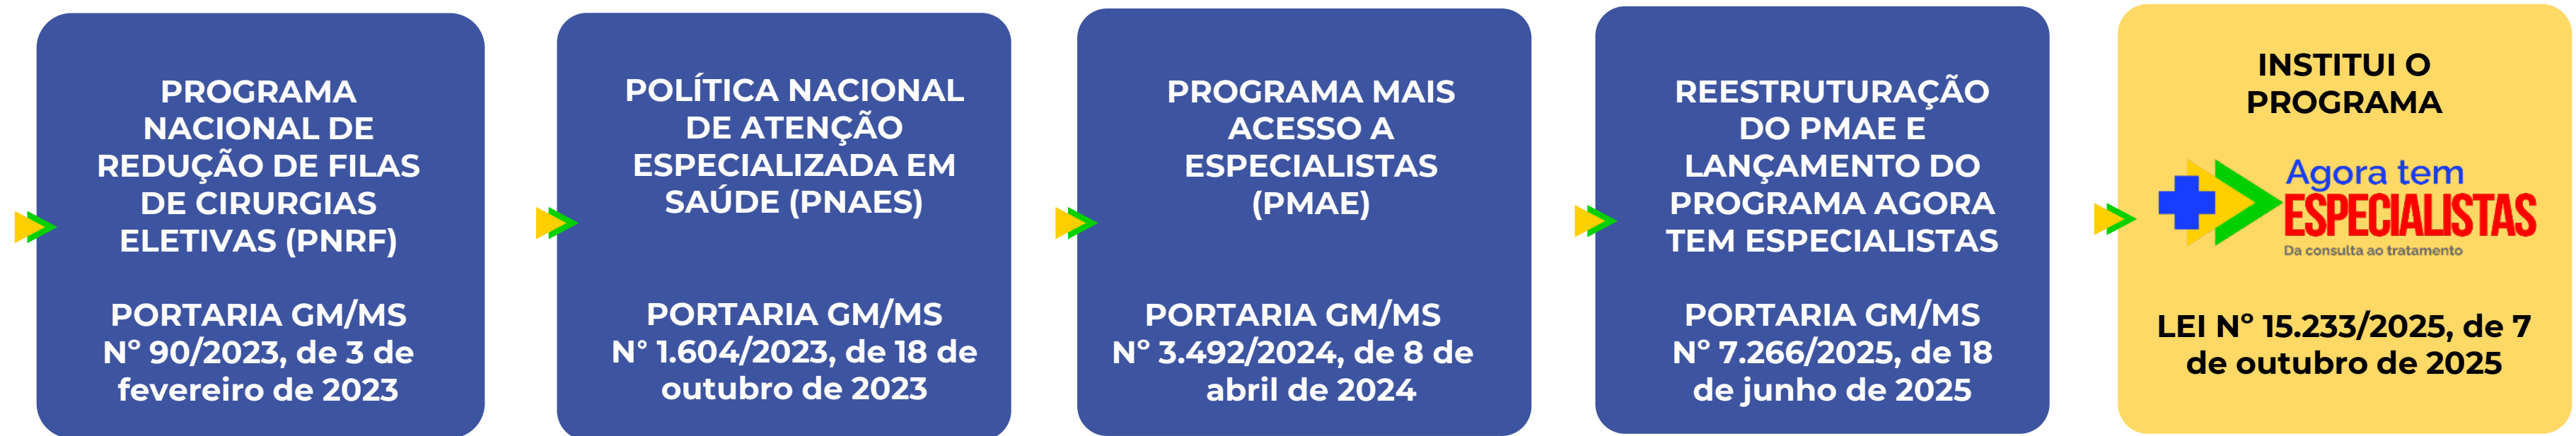 PROGRAMA
NACIONAL DE
REDUÇÃO DE FILAS
DE CIRURGIAS
ELETIVAS (PNRF)
PORTARIA GM/MS
Nº 90/2023, de 3 de
fevereiro de 2023
POLÍTICA NACIONAL
DE ATENÇÃO
ESPECIALIZADA EM
SAÚDE (PNAES)
PORTARIA GM/MS
N° 1.604/2023, de 18 de
outubro de 2023
PROGRAMA MAIS
ACESSO A
ESPECIALISTAS
(PMAE)
PORTARIA GM/MS
Nº 3.492/2024, de 8 de
abril de 2024
REESTRUTURAÇÃO
DO PMAE E
LANÇAMENTO DO
PROGRAMA AGORA
TEM ESPECIALISTAS
PORTARIA GM/MS
Nº 7.266/2025, de 18
de junho de 2025
INSTITUI O
PROGRAMA
Agora tem
ESPECIALISTAS
Da consulta ao tratamento
LEI Nº 15.233/2025, de 7
de outubro de 2025